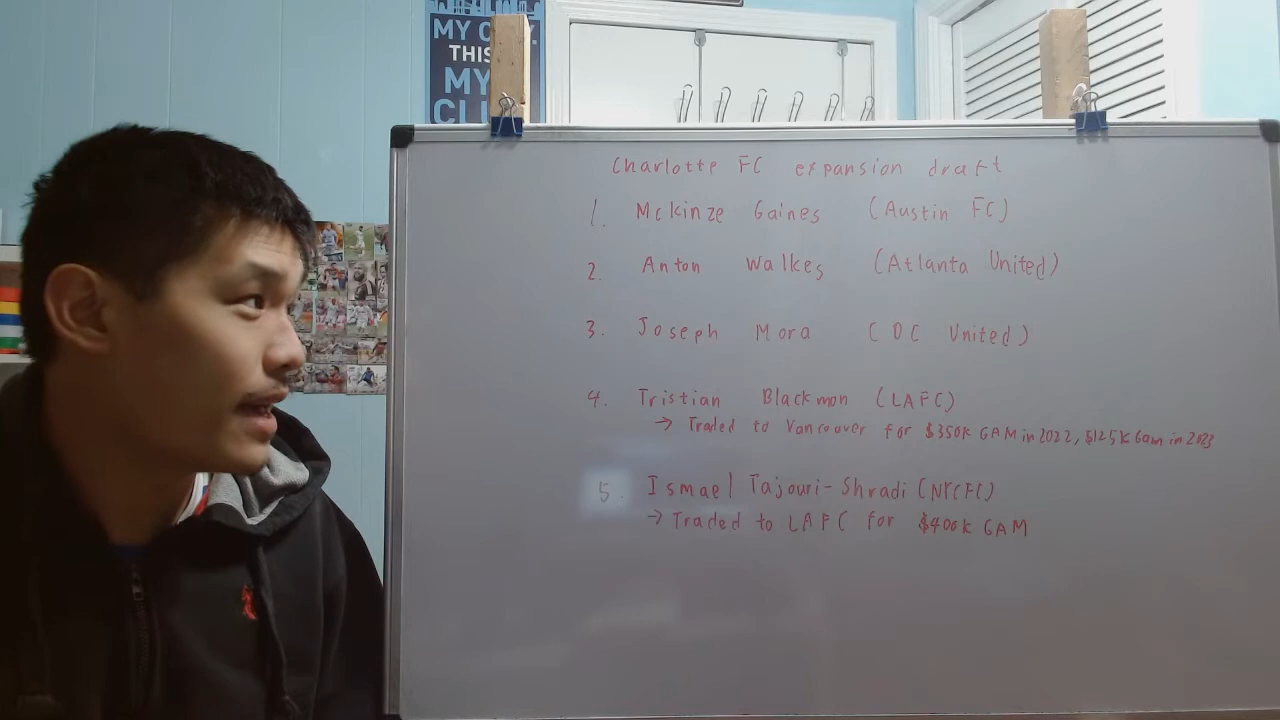 MY C
THIS
MY
CL
Charlotte FC expansion draft
1. Mckinze Gaines (Austin FC)
2. Anton Walkes (Atlanta United)
3. Joseph Mora (DC United)
4. Tristian Blackmon (LAFC)
→ Traded to Vancouver for $350k GAM in 2022, $125k Gam in 2023
5. Ismael Tajouri-Shradi (NYCFC)
→ Traded to LAFC for $400k GAM